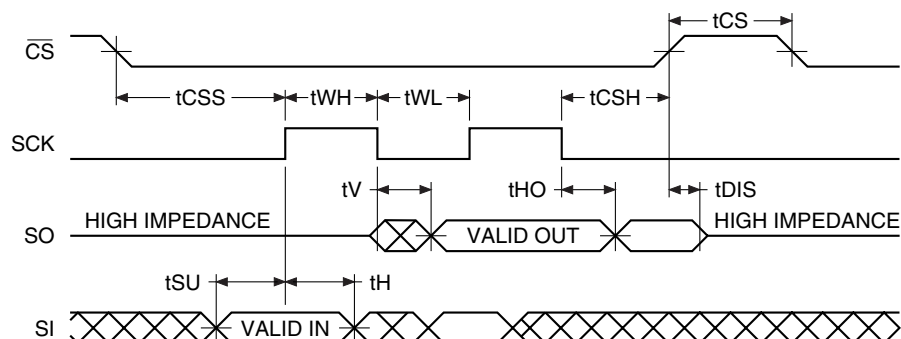 tCS
CS
tCSS tWH tWL tCSH
SCK
tV tHO tDIS
HIGH IMPEDANCE HIGH IMPEDANCE
SO VALID OUT
tSU tH
SI VALID IN